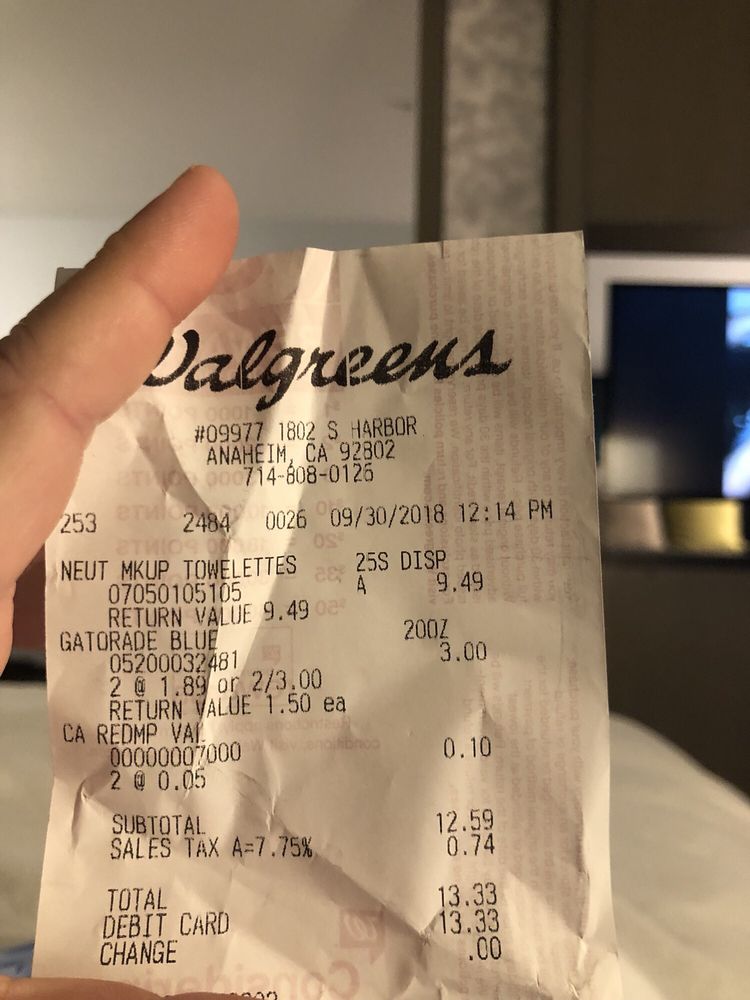 Walgreens
#09977 1802 S HARBOR
ANAHEIM, CA 92802
714-808-0126
253 2484 0026 09/30/2018 12:14 PM
NEUT MKUP TOWELETTES 25S DISP
07050105105 A 9.49
RETURN VALUE 9.49
GATORADE BLUE 20OZ
05200032481 3.00
2 @ 1.89 or 2/3.00
RETURN VALUE 1.50 ea
CA REDMP VAL
00000007000 0.10
2 @ 0.05
SUBTOTAL 12.59
SALES TAX A=7.75% 0.74
TOTAL 13.33
DEBIT CARD 13.33
CHANGE .00